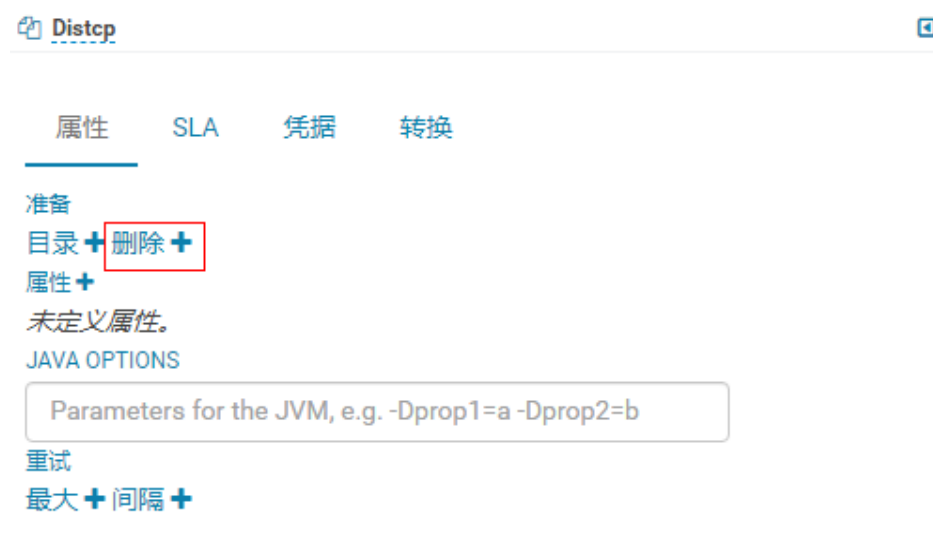 Distcp
属性 SLA 凭据 转换
准备
目录 删除
属性
未定义属性。
JAVA OPTIONS
Parameters for the JVM, e.g. -Dprop1=a -Dprop2=b
重试
最大 间隔